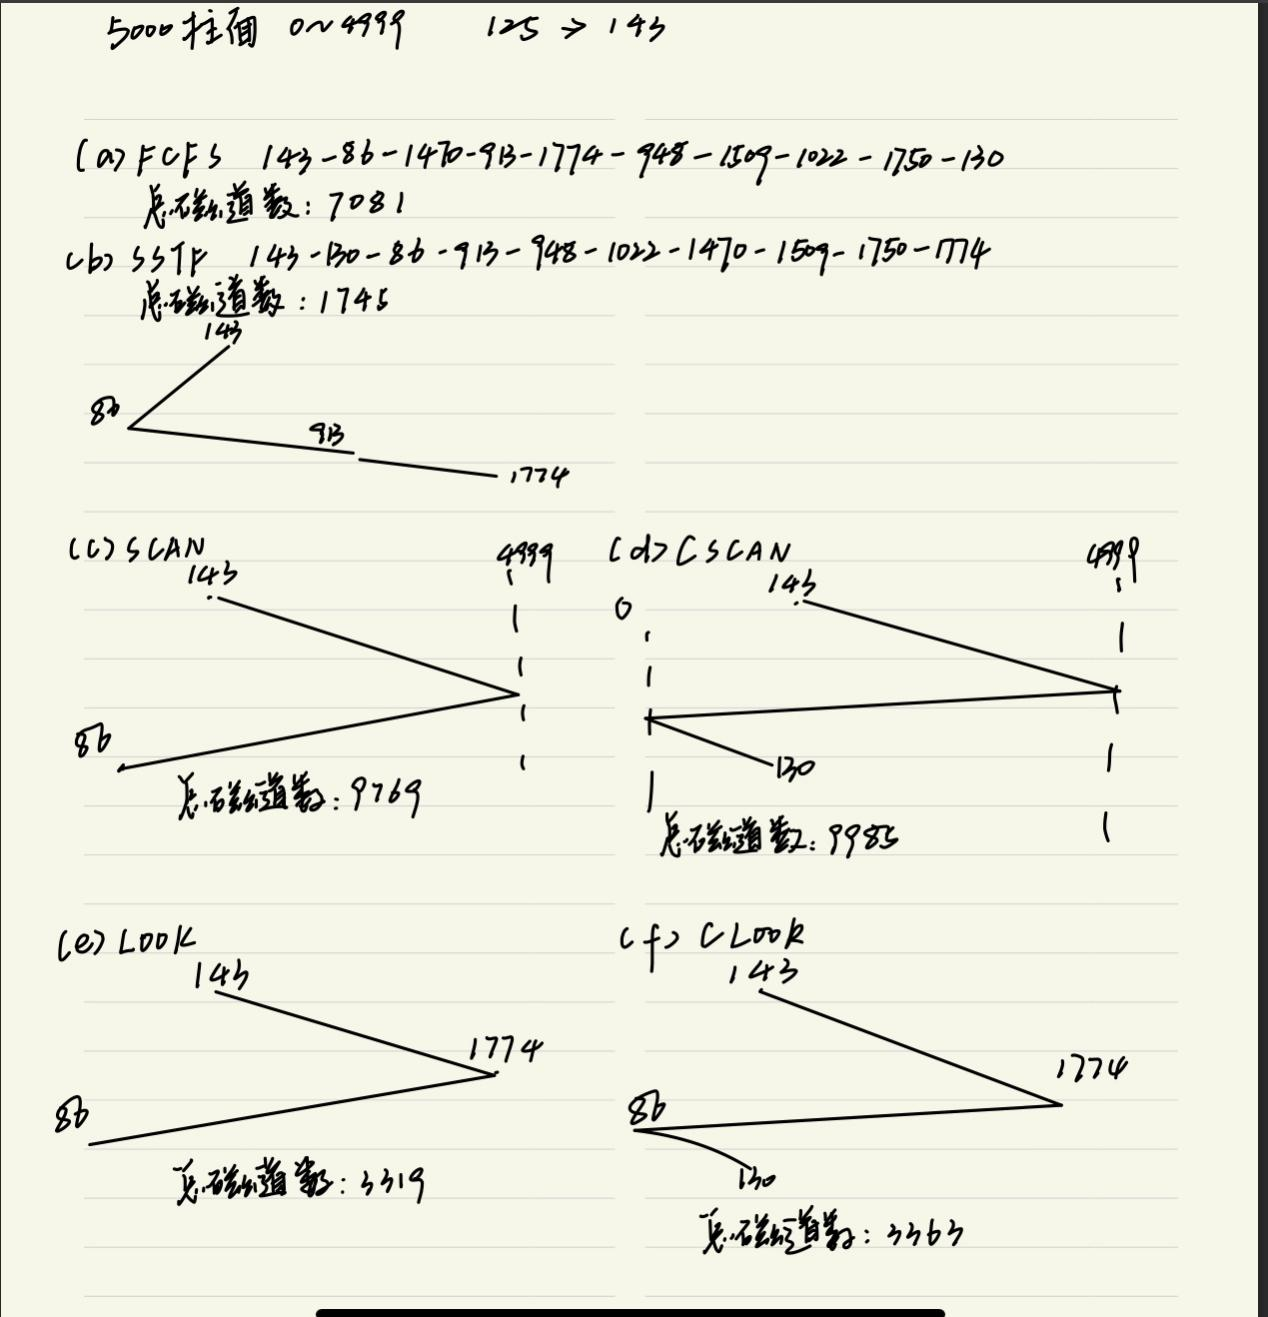 5000柱面 0~4999 125 → 143
(a) FCFS 143-86-1470-913-1774-948-1509-1022-1750-130
总磁道数: 7081
(b) SSTF 143-130-86-913-948-1022-1470-1509-1750-1774
总磁道数: 1745
143
86
913
1774
(c) SCAN
143
4999
86
总磁道数: 9769
(d) CSCAN
143
4999
0
130
总磁道数: 9985
(e) LOOK
143
1774
86
总磁道数: 3319
(f) CLOOK
143
1774
86
130
总磁道数: 3363